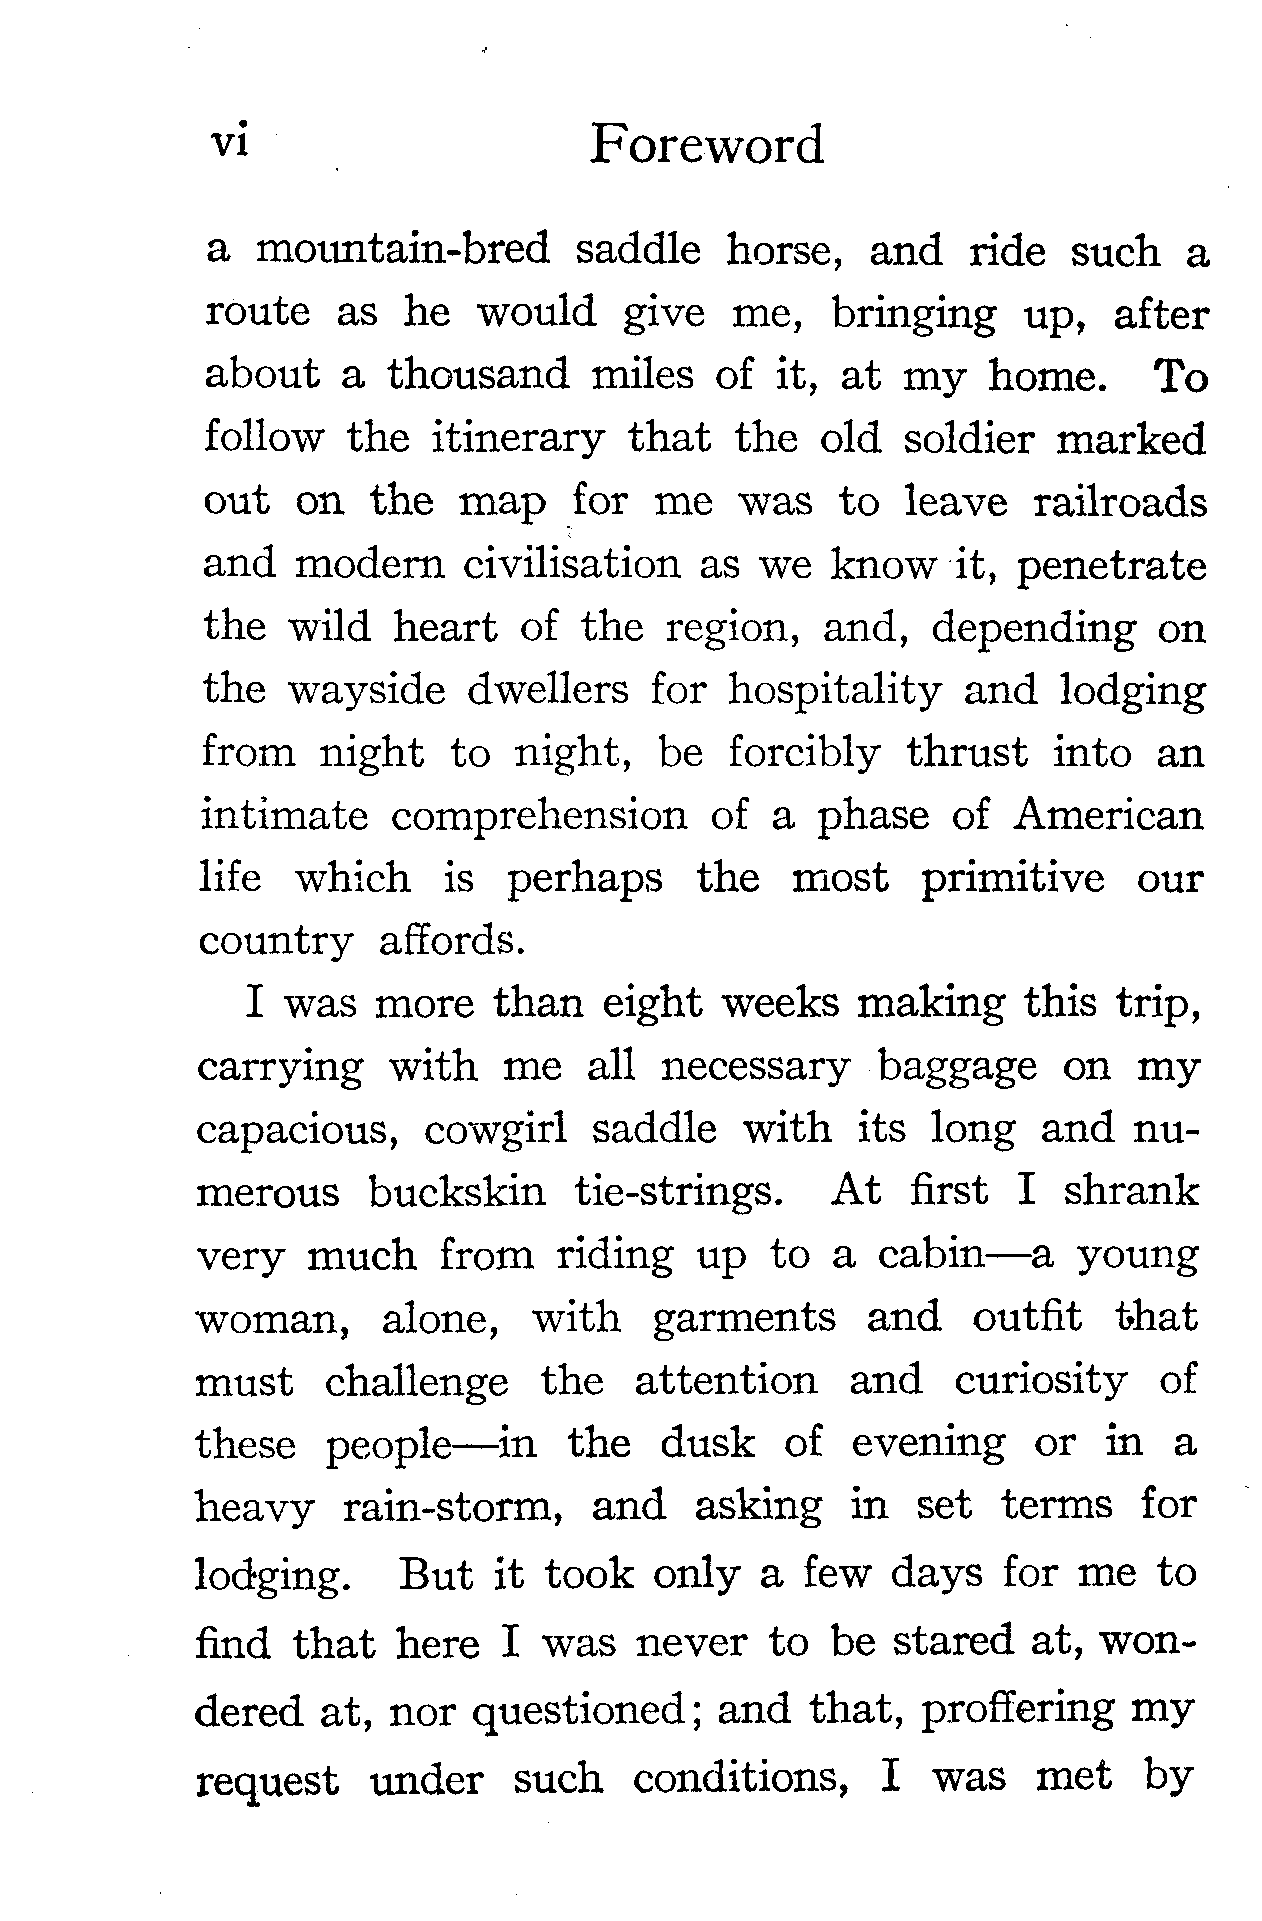 vi Foreword
a mountain-bred saddle horse, and ride such a
route as he would give me, bringing up, after
about a thousand miles of it, at my home. To
follow the itinerary that the old soldier marked
out on the map for me was to leave railroads
and modern civilisation as we know it, penetrate
the wild heart of the region, and, depending on
the wayside dwellers for hospitality and lodging
from night to night, be forcibly thrust into an
intimate comprehension of a phase of American
life which is perhaps the most primitive our
country affords.
I was more than eight weeks making this trip,
carrying with me all necessary baggage on my
capacious, cowgirl saddle with its long and nu-
merous buckskin tie-strings. At first I shrank
very much from riding up to a cabin—a young
woman, alone, with garments and outfit that
must challenge the attention and curiosity of
these people—in the dusk of evening or in a
heavy rain-storm, and asking in set terms for
lodging. But it took only a few days for me to
find that here I was never to be stared at, won-
dered at, nor questioned; and that, proffering my
request under such conditions, I was met by